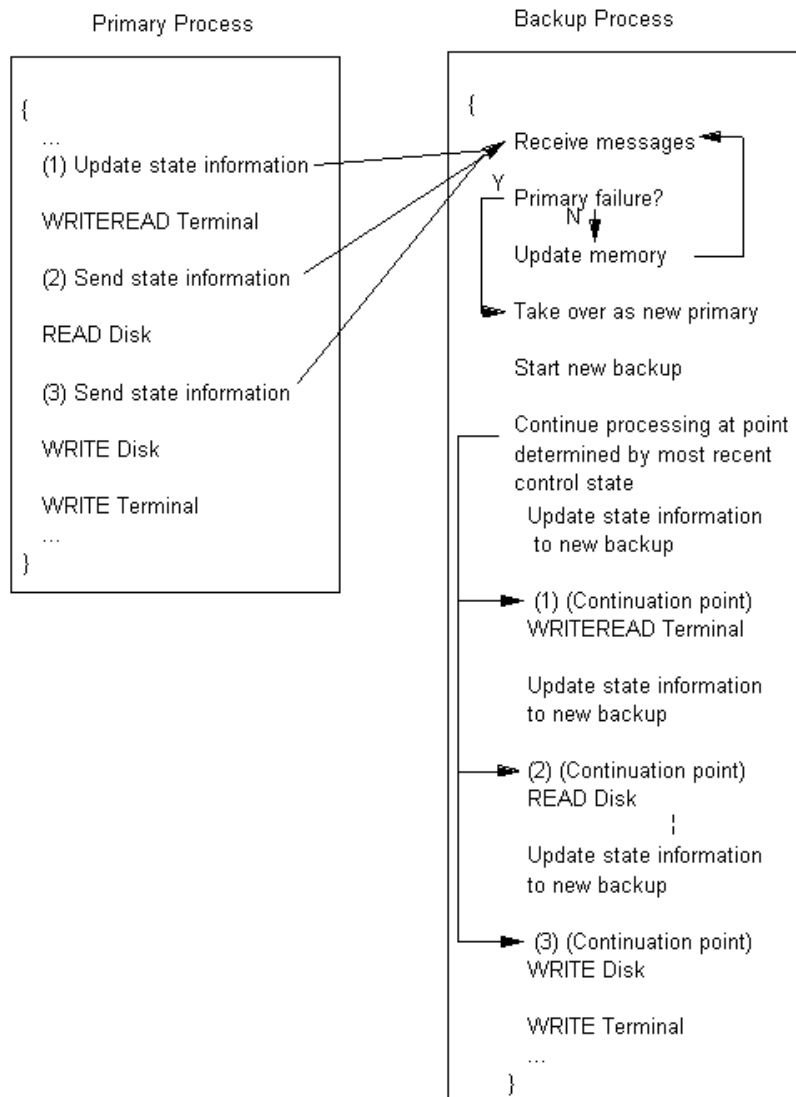 Primary Process
{
...
(1) Update state information
WRITEREAD Terminal
(2) Send state information
READ Disk
(3) Send state information
WRITE Disk
WRITE Terminal
...
}
Backup Process
{
Receive messages
Y
Primary failure?
N
Update memory
Take over as new primary
Start new backup
Continue processing at point
determined by most recent
control state
Update state information
to new backup
(1) (Continuation point)
WRITEREAD Terminal
Update state information
to new backup
(2) (Continuation point)
READ Disk
¦
Update state information
to new backup
(3) (Continuation point)
WRITE Disk
WRITE Terminal
...
}